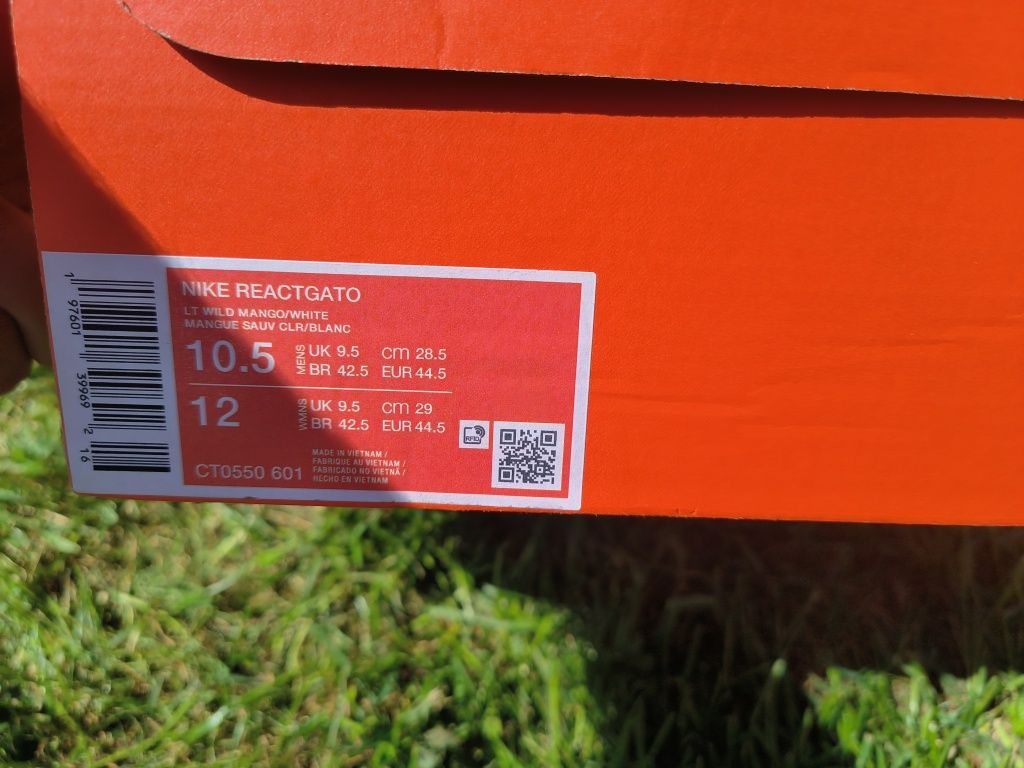 NIKE REACTGATO
LT WILD MANGO/WHITE
MANGUE SAUV CLR/BLANC
10.5 MENS UK 9.5 cm 28.5
BR 42.5 EUR 44.5
12 WMNS UK 9.5 cm 29
BR 42.5 EUR 44.5
RFID
CT0550 601
MADE IN VIETNAM /
FABRIQUE AU VIETNAM /
FABRICADO NO VIETNÃ /
HECHO EN VIETNAM
1 97601 39969 2 16